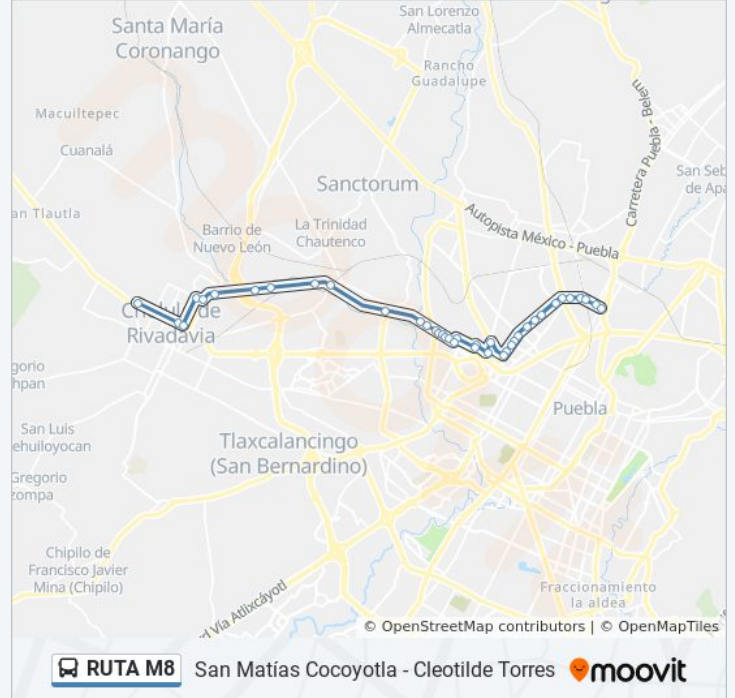 San Lorenzo
Almecatla
Santa María
Coronango
Rancho
Guadalupe
Macuiltepec
Cuanalá
Carretera Puebla - Belem
San Seb
de Apa
Sanctorum
an Tlautla
Barrio de
Nuevo León
La Trinidad
Chautenco
Autopista México - Puebla
de
Rivadavia
gorio
hpan
Puebla
San Luis
ehuiloyocan
Tlaxcalancingo
(San Bernardino)
Gregorio
zompa
Chipilo de
Francisco Javier
Mina (Chipilo)
d Vía Atlixcáyotl
Fraccionamiento
la aldea
© OpenStreetMap contributors | © OpenMapTiles
RUTA M8 San Matías Cocoyotla - Cleotilde Torres moovit